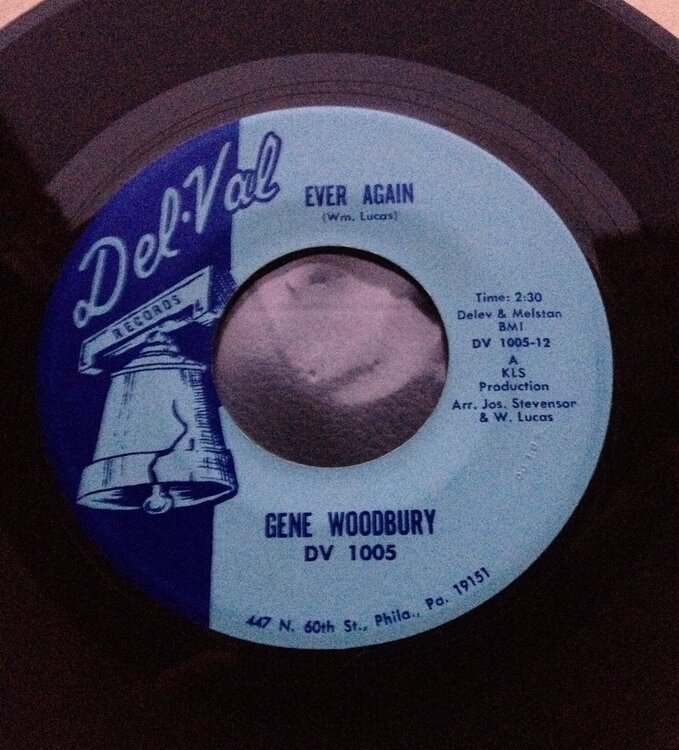 Del-Val
RECORDS
EVER AGAIN
(Wm. Lucas)
Time: 2:30
Delev & Melstan
BMI
DV 1005-12
A
KLS
Production
Arr. Jos. Stevenson
& W. Lucas
GENE WOODBURY
DV 1005
447 N. 60th St., Phila., Pa. 19151